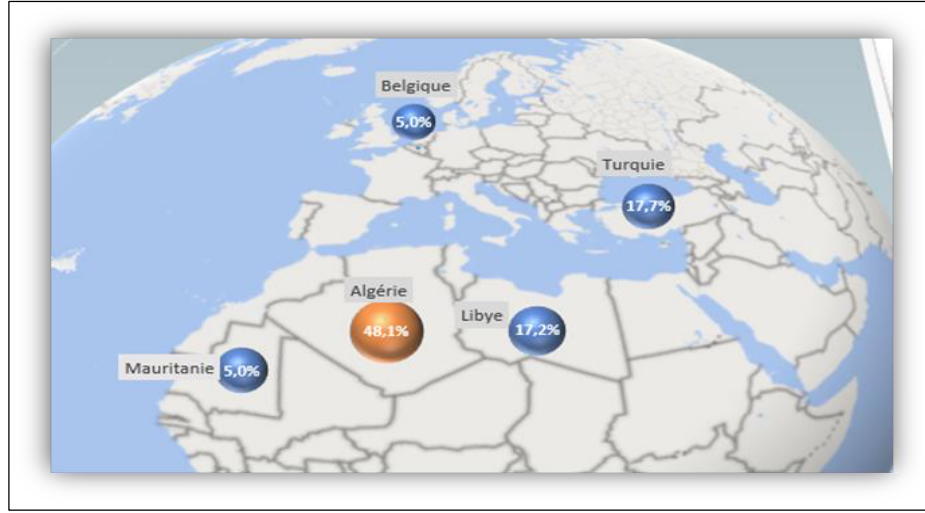 Belgique
5,0%
Turquie
17,7%
Algérie
48,1%
Libye
17,2%
Mauritanie
5,0%